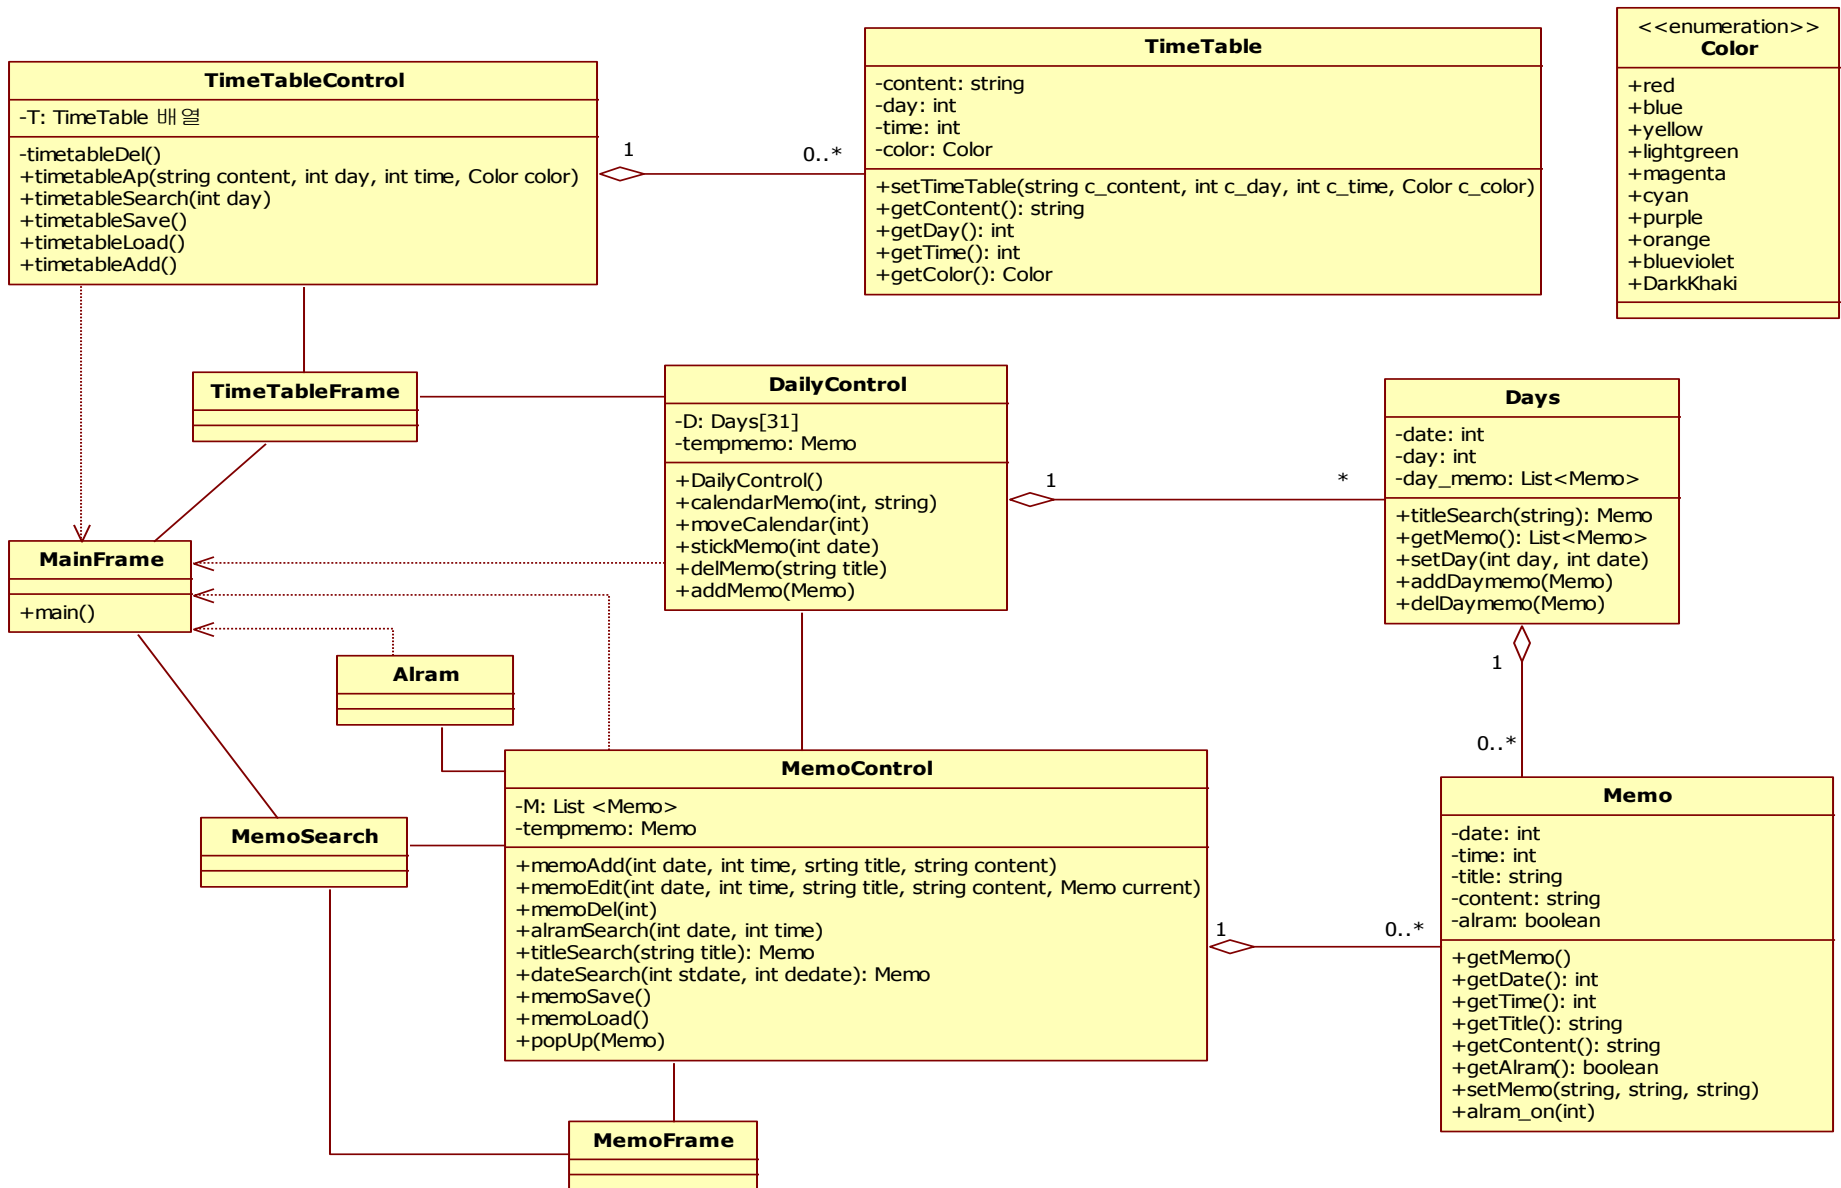 TimeTableControl
-T: TimeTable 배열
-timetableDel()
+timetableAp(string content, int day, int time, Color color)
+timetableSearch(int day)
+timetableSave()
+timetableLoad()
+timetableAdd()
1
0..*
TimeTable
-content: string
-day: int
-time: int
-color: Color
+setTimeTable(string c_content, int c_day, int c_time, Color c_color)
+getContent(): string
+getDay(): int
+getTime(): int
+getColor(): Color
<<enumeration>>
Color
+red
+blue
+yellow
+lightgreen
+magenta
+cyan
+purple
+orange
+blueviolet
+DarkKhaki
TimeTableFrame
DailyControl
-D: Days[31]
-tempmemo: Memo
+DailyControl()
+calendarMemo(int, string)
+moveCalendar(int)
+stickMemo(int date)
+delMemo(string title)
+addMemo(Memo)
1
*
Days
-date: int
-day: int
-day_memo: List<Memo>
+titleSearch(string): Memo
+getMemo(): List<Memo>
+setDay(int day, int date)
+addDaymemo(Memo)
+delDaymemo(Memo)
1
0..*
MainFrame
+main()
Alram
MemoSearch
MemoControl
-M: List <Memo>
-tempmemo: Memo
+memoAdd(int date, int time, srting title, string content)
+memoEdit(int date, int time, string title, string content, Memo current)
+memoDel(int)
+alramSearch(int date, int time)
+titleSearch(string title): Memo
+dateSearch(int stdate, int dedate): Memo
+memoSave()
+memoLoad()
+popUp(Memo)
1
0..*
Memo
-date: int
-time: int
-title: string
-content: string
-alram: boolean
+getMemo()
+getDate(): int
+getTime(): int
+getTitle(): string
+getContent(): string
+getAlram(): boolean
+setMemo(string, string, string)
+alram_on(int)
MemoFrame